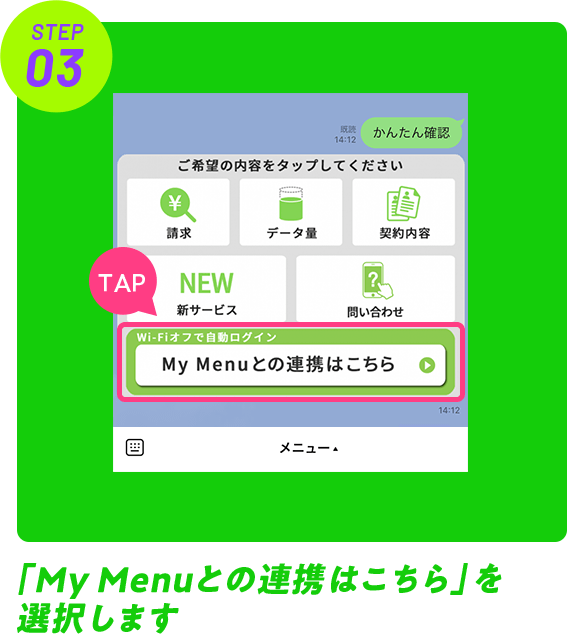 STEP
03
既読
14:12
かんたん確認
ご希望の内容をタップしてください
¥
請求
データ量
契約内容
TAP
NEW
新サービス
?
問い合わせ
Wi-Fiオフで自動ログイン
My Menuとの連携はこちら
14:12
メニュー▴
「My Menuとの連携はこちら」を
選択します